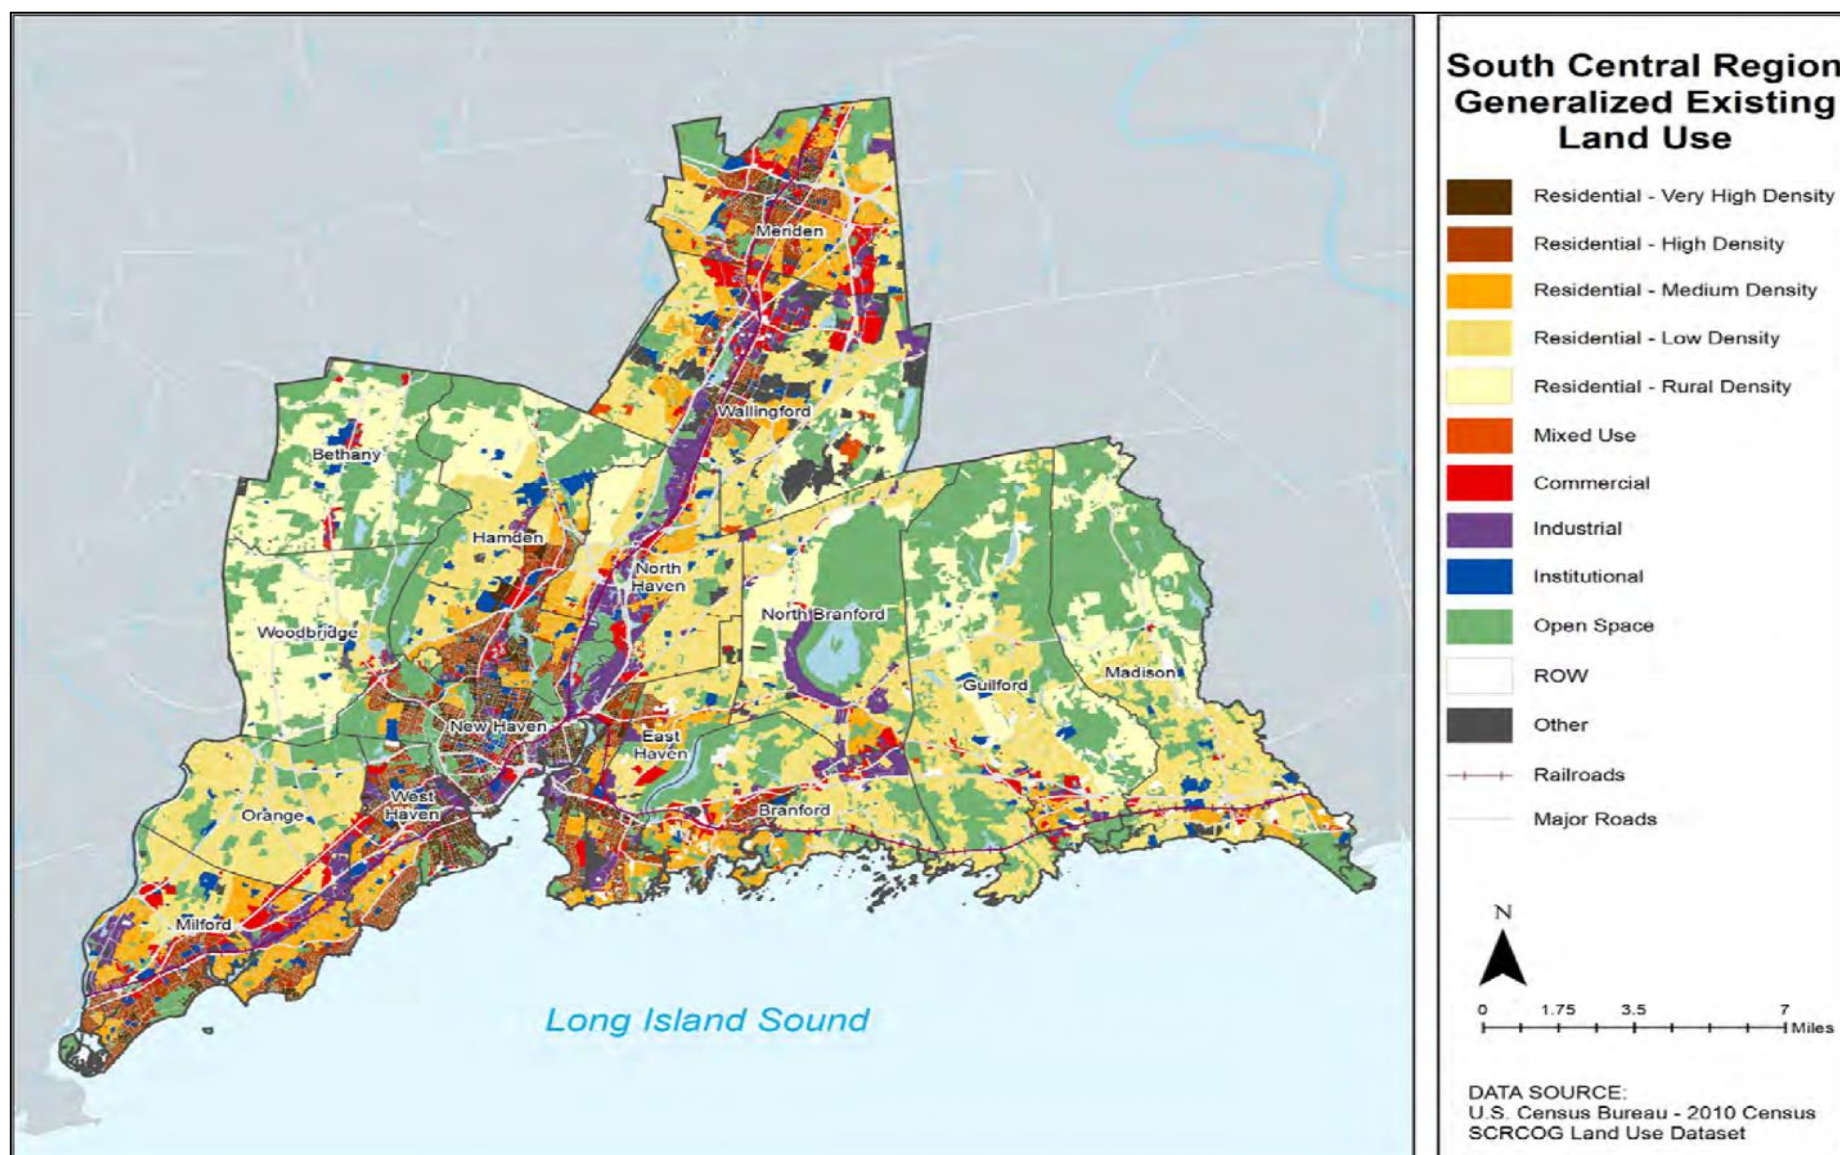 South Central Region
Generalized Existing
Land Use
Residential - Very High Density
Residential - High Density
Residential - Medium Density
Residential - Low Density
Residential - Rural Density
Mixed Use
Commercial
Industrial
Institutional
Open Space
ROW
Other
Railroads
Major Roads
N
0 1.75 3.5 7
Miles
DATA SOURCE:
U.S. Census Bureau - 2010 Census
SCRCOG Land Use Dataset
Meriden
Wallingford
Bethany
Hamden
North
Haven
North Branford
Woodbridge
Guilford
Madison
New Haven
East
Haven
West
Haven
Orange
Branford
Milford
Long Island Sound